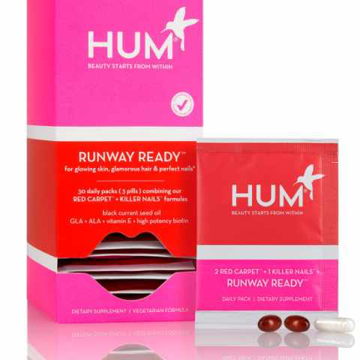 HUM
BEAUTY STARTS FROM WITHIN
RUNWAY READY™
for glowing skin, glamorous hair & perfect nails*
30 daily packs (3 pills) combining our
RED CARPET™ + KILLER NAILS™ formulas
black currant seed oil
GLA + ALA + vitamin E + high potency biotin
DIETARY SUPPLEMENT / VEGETARIAN FORMULA
HUM
BEAUTY STARTS FROM WITHIN
2 RED CARPET™ + 1 KILLER NAILS™ =
RUNWAY READY™
DAILY PACK | DIETARY SUPPLEMENT